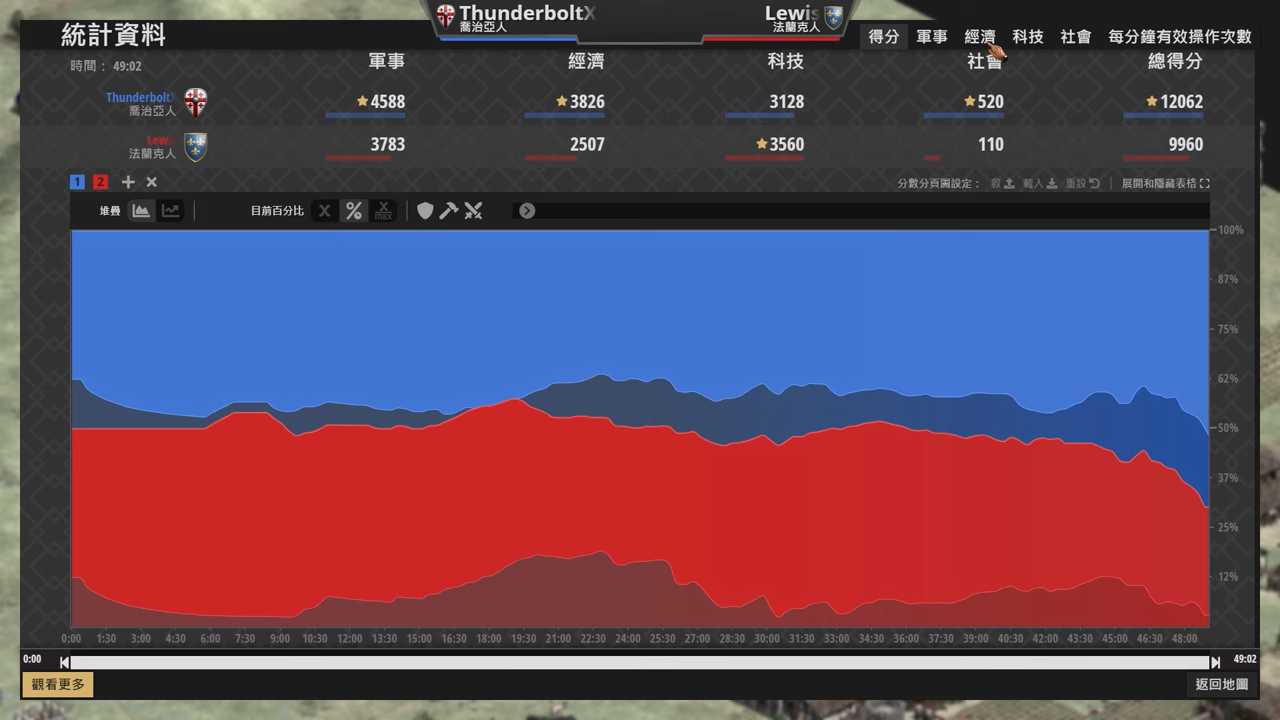 ThunderboltX
喬治亞人
Lewis
法蘭克人
統計資料
得分 軍事 經濟 科技 社會 每分鐘有效操作次數
時間： 49:02
軍事 經濟 科技 社會 總得分
Thunderbolt
喬治亞人
4588 3826 3128 520 12062
Lewi
法蘭克人
3783 2507 3560 110 9960
1 2
分數分頁圖設定： 載入 重設 展開和隱藏表格
堆疊 目前百分比 X % X max
100%
87%
75%
62%
50%
37%
25%
12%
0:00 1:30 3:00 4:30 6:00 7:30 9:00 10:30 12:00 13:30 15:00 16:30 18:00 19:30 21:00 22:30 24:00 25:30 27:00 28:30 30:00 31:30 33:00 34:30 36:00 37:30 39:00 40:30 42:00 43:30 45:00 46:30 48:00
0:00 49:02
觀看更多 返回地圖